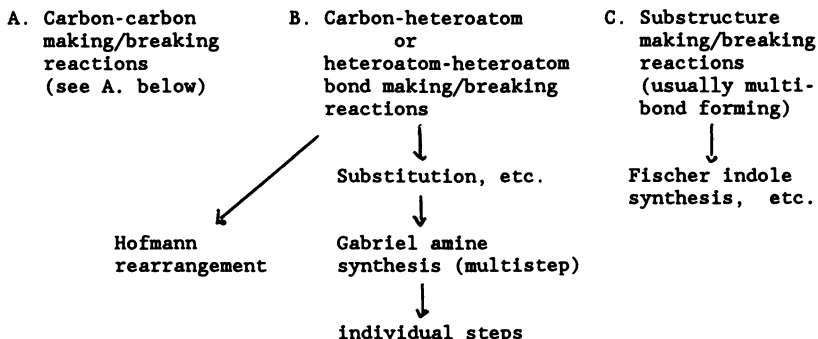 A. Carbon-carbon
making/breaking
reactions
(see A. below)
B. Carbon-heteroatom
or
heteroatom-heteroatom
bond making/breaking
reactions
C. Substructure
making/breaking
reactions
(usually multi-
bond forming)
Substitution, etc.
Fischer indole
synthesis, etc.
Hofmann
rearrangement
Gabriel amine
synthesis (multistep)
individual steps